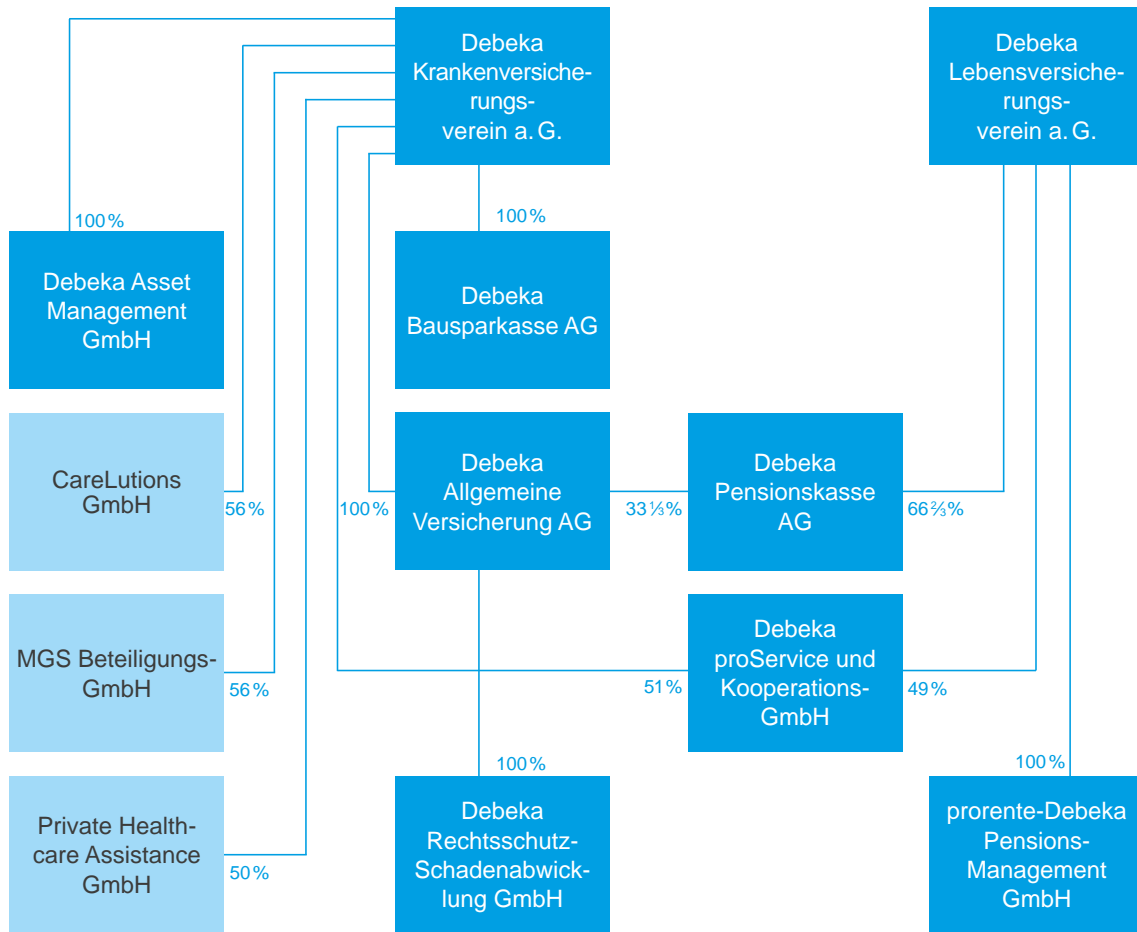 Debeka
Krankenversiche-
rungs-
verein a. G.
Debeka
Lebensversiche-
rungs-
verein a. G.
100 %
100 %
Debeka Asset
Management
GmbH
Debeka
Bausparkasse AG
CareLutions
GmbH
56 %
100 %
Debeka
Allgemeine
Versicherung AG
33 ⅓ %
Debeka
Pensionskasse
AG
66 ⅔ %
MGS Beteiligungs-
GmbH
56 %
51 %
Debeka
proService und
Kooperations-
GmbH
49 %
100 %
100 %
Private Health-
care Assistance
GmbH
50 %
Debeka
Rechtsschutz-
Schadenabwick-
lung GmbH
prorente-Debeka
Pensions-
Management
GmbH